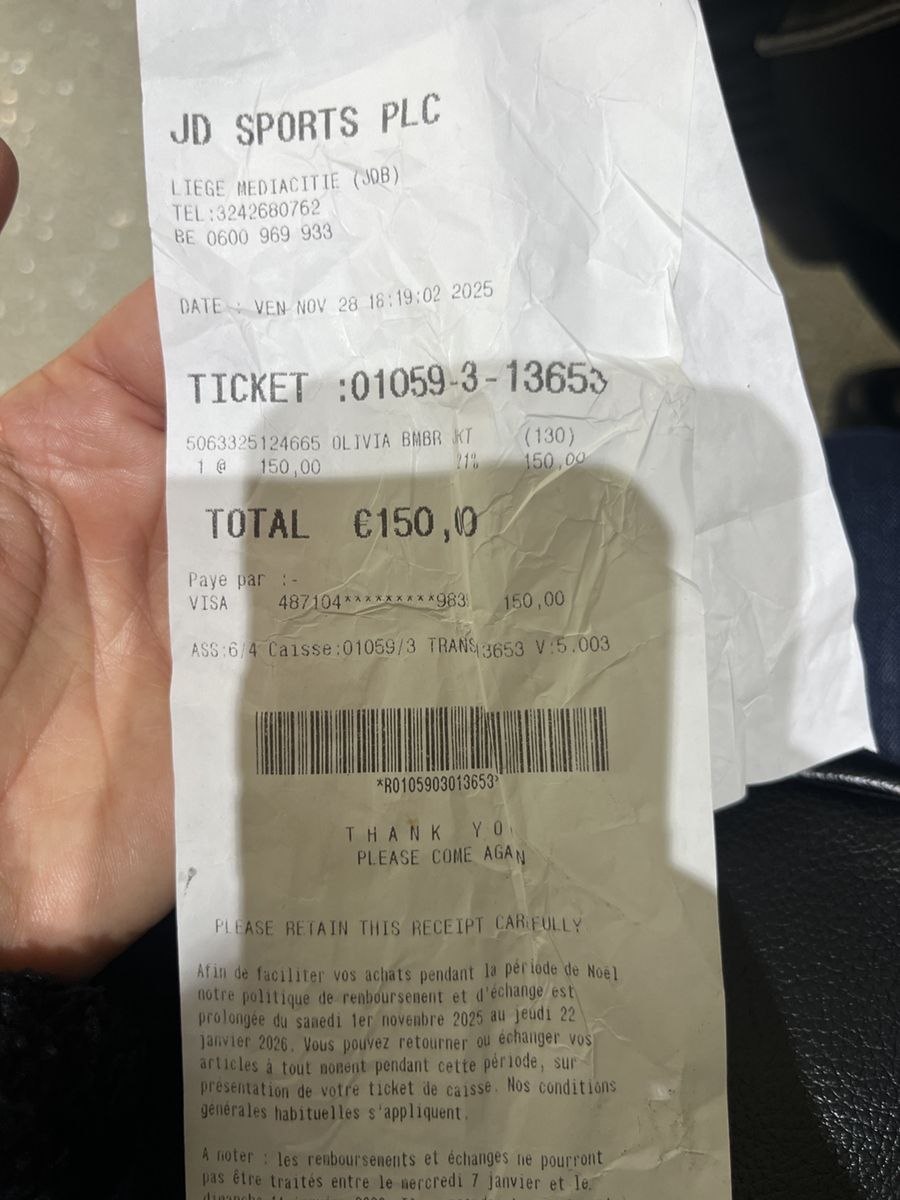 JD SPORTS PLC
LIEGE MEDIACITIE (JDB)
TEL:3242680762
BE 0600 969 933
DATE : VEN NOV 28 18:19:02 2025
TICKET :01059-3-13653
5063325124665 OLIVIA BMBR JKT (130)
1 @ 150,00 21% 150,00
TOTAL €150,00
Paye par :-
VISA 487104*********983 150,00
ASS:6/4 Caisse:01059/3 TRANS 13653 V:5.003
*R0105903013653*
THANK YO
PLEASE COME AGAN
PLEASE RETAIN THIS RECEIPT CAREFULLY
Afin de faciliter vos achats pendant la période de Noël
notre politique de remboursement et d'échange est
prolongée du samedi 1er novembre 2025 au jeudi 22
janvier 2026. Vous pouvez retourner ou échanger vos
articles à tout moment pendant cette période, sur
présentation de votre ticket de caisse. Nos conditions
générales habituelles s'appliquent.
A noter : les remboursements et échanges ne pourront
pas être traités entre le mercredi 7 janvier et le